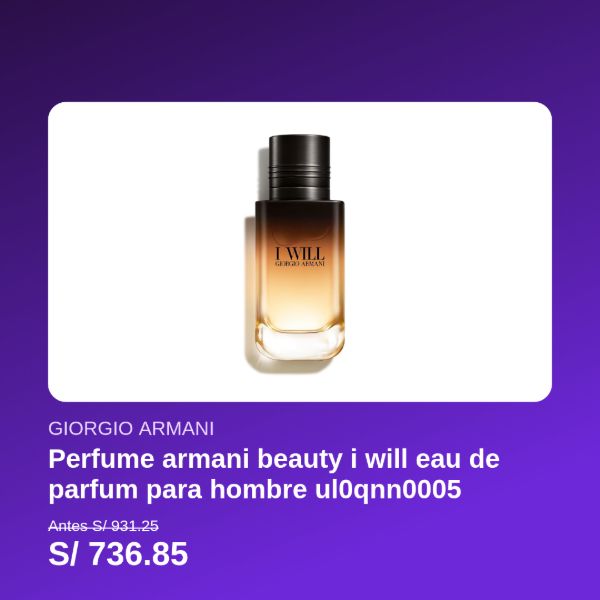 I WILL
GIORGIO ARMANI
GIORGIO ARMANI
Perfume armani beauty i will eau de
parfum para hombre ul0qnn0005
Antes S/ 931.25
S/ 736.85